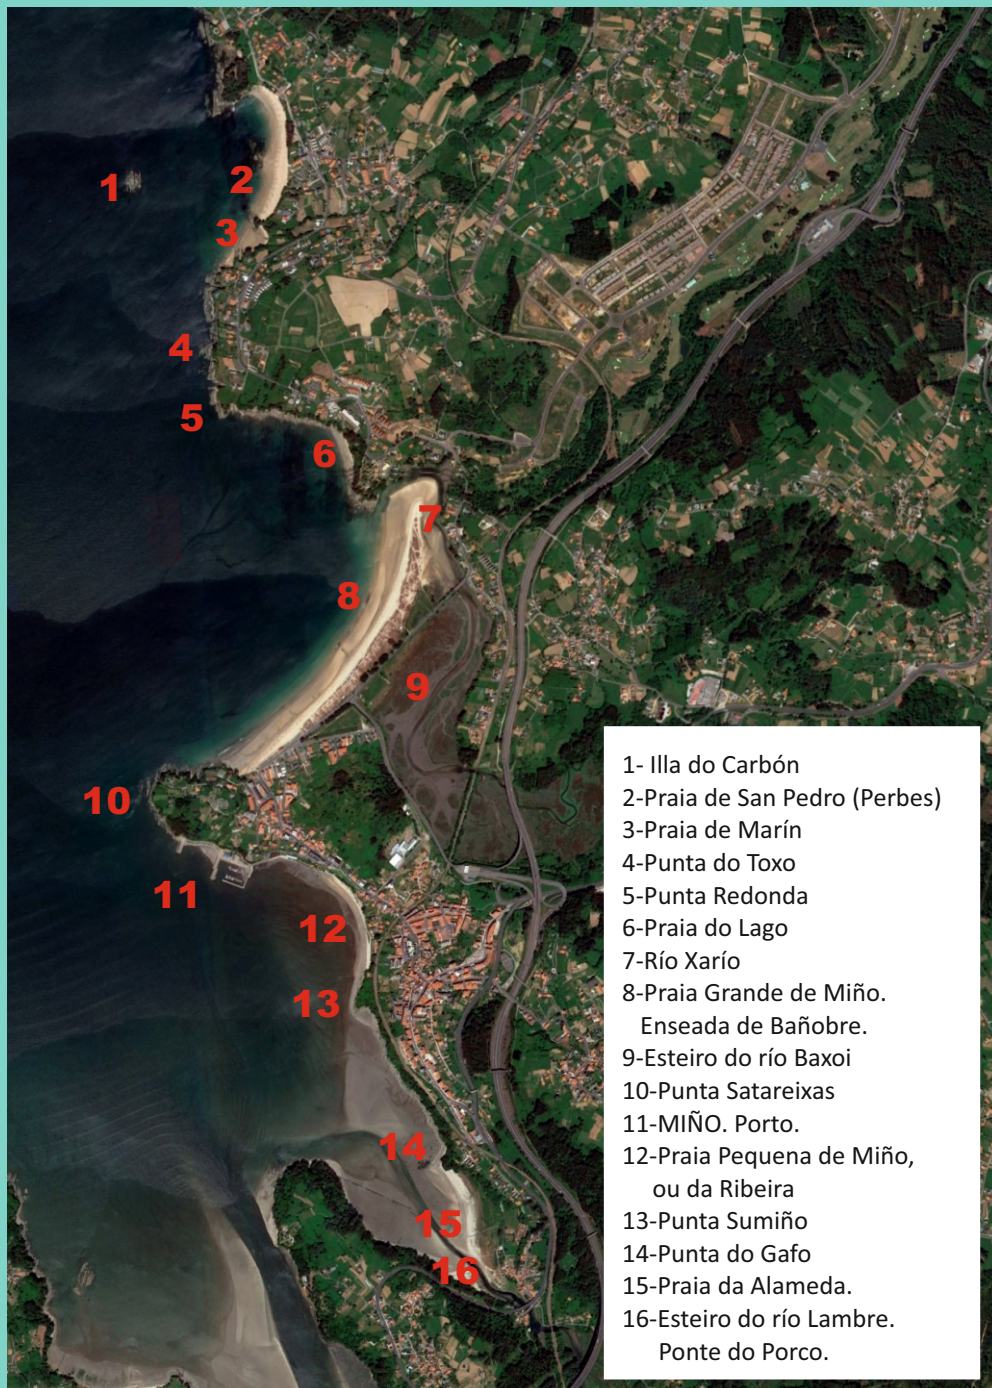 1
2
3
4
5
6
7
8
9
10
11
12
13
14
15
16
1- Illa do Carbón
2-Praia de San Pedro (Perbes)
3-Praia de Marín
4-Punta do Toxo
5-Punta Redonda
6-Praia do Lago
7-Río Xarío
8-Praia Grande de Miño.
Enseada de Bañobre.
9-Esteiro do río Baxoi
10-Punta Satareixas
11-MIÑO. Porto.
12-Praia Pequena de Miño,
ou da Ribeira
13-Punta Sumiño
14-Punta do Gafo
15-Praia da Alameda.
16-Esteiro do río Lambre.
Ponte do Porco.